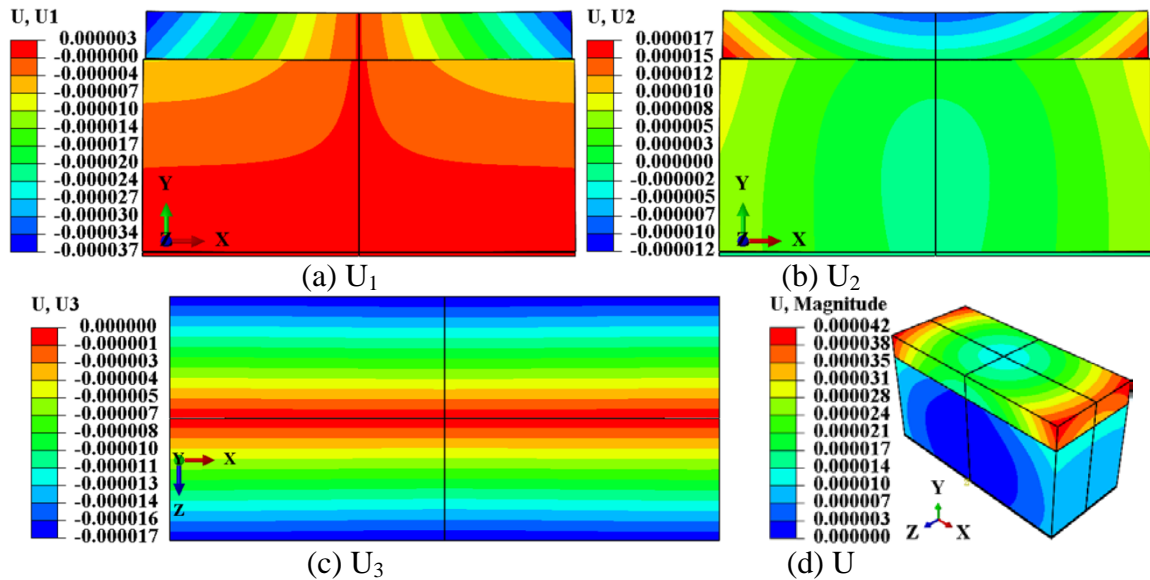 U, U1
0.000003
-0.000000
-0.000004
-0.000007
-0.000010
-0.000014
-0.000020
-0.000024
-0.000027
-0.000030
-0.000034
-0.000037
Y
Z
X
(a) U1
U, U2
0.000017
0.000015
0.000012
0.000010
0.000008
0.000005
0.000003
0.000000
-0.000002
-0.000007
-0.000010
-0.000012
Y
Z
X
(b) U2
U, U3
0.000000
-0.000001
-0.000003
-0.000004
-0.000005
-0.000007
-0.000008
-0.000010
-0.000011
-0.000013
-0.000014
-0.000016
-0.000017
Y
X
Z
(c) U3
U, Magnitude
0.000042
0.000038
0.000035
0.000031
0.000028
0.000024
0.000021
0.000017
0.000014
0.000010
0.000007
0.000003
0.000000
Y
Z
X
(d) U